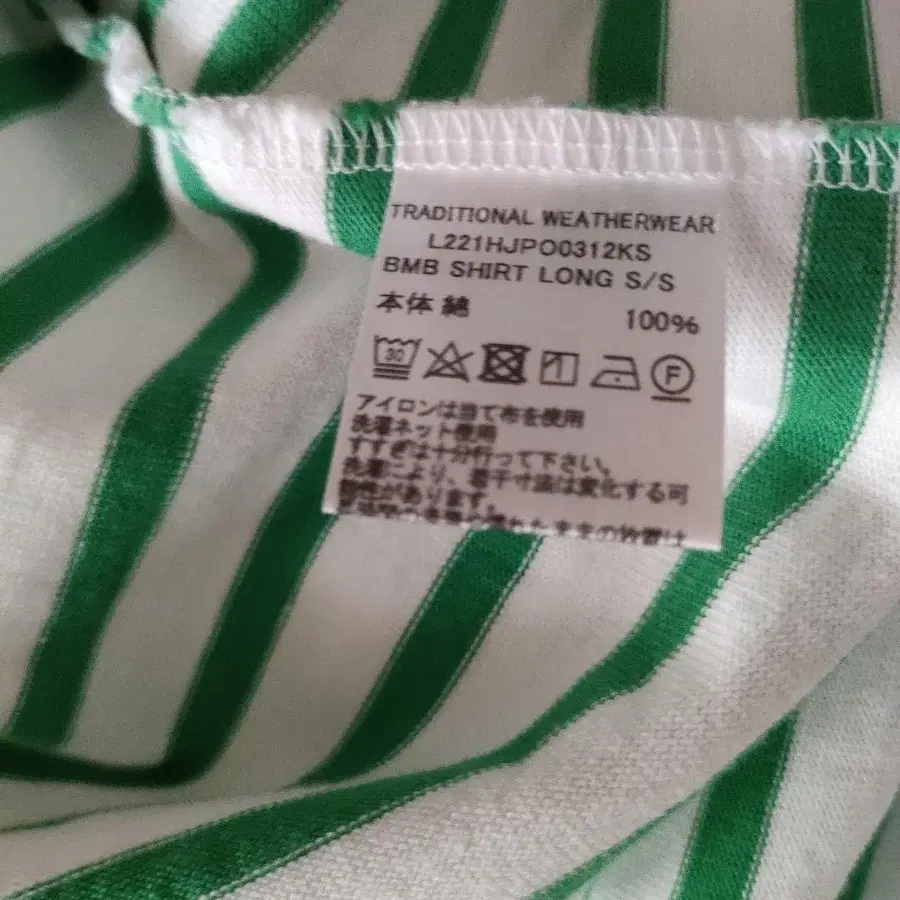 TRADITIONAL WEATHERWEAR
L221HJPO0312KS
BMB SHIRT LONG S/S
本体 綿 100%
30 F
アイロンは当て布を使用
洗濯ネット使用
すすぎは十分行って下さい。
洗濯により、若干寸法は変化する可
能性があります。